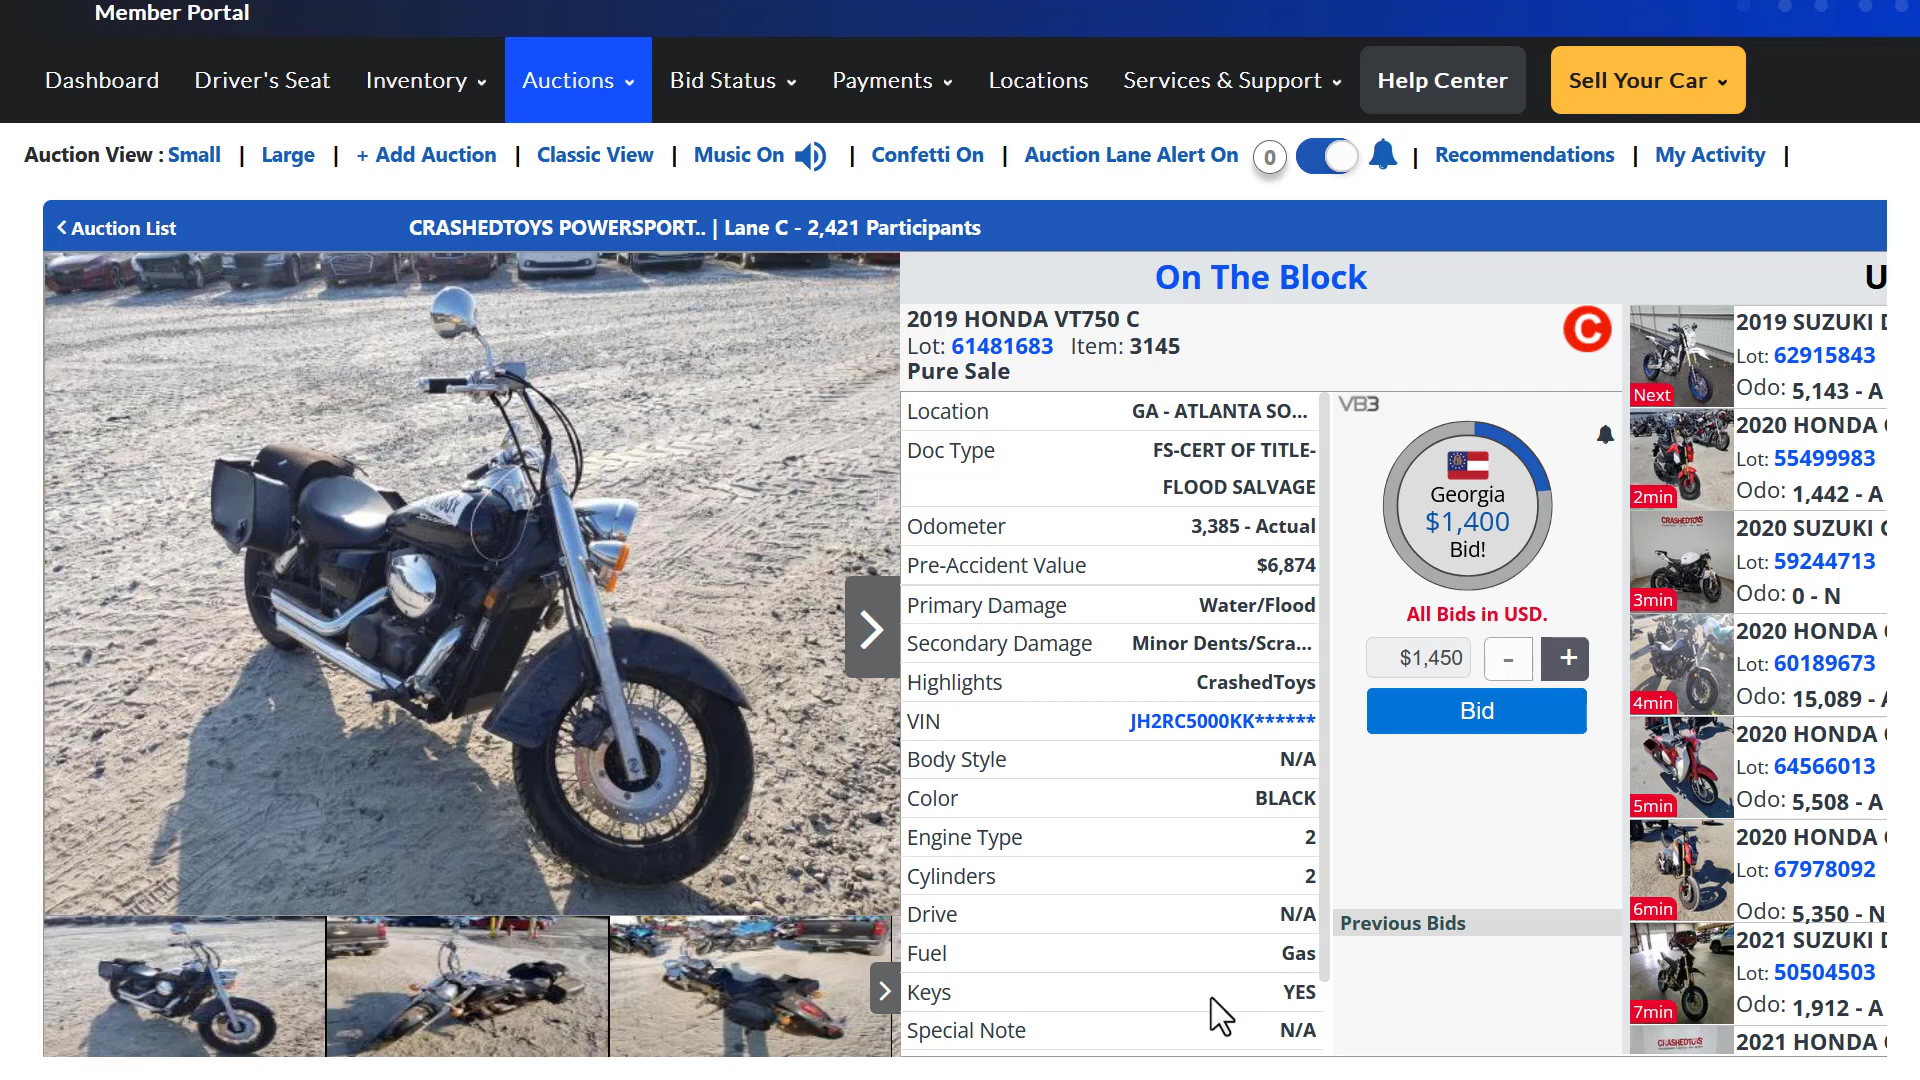 Member Portal
Dashboard Driver's Seat Inventory Auctions Bid Status Payments Locations Services & Support Help Center Sell Your Car
Auction View : Small | Large | + Add Auction | Classic View | Music On | Confetti On | Auction Lane Alert On 0 | Recommendations | My Activity |
< Auction List
CRASHEDTOYS POWERSPORT.. | Lane C - 2,421 Participants
On The Block
U
2019 HONDA VT750 C
Lot: 61481683 Item: 3145
Pure Sale
C
Location GA - ATLANTA SO...
Doc Type FS-CERT OF TITLE-
FLOOD SALVAGE
Odometer 3,385 - Actual
Pre-Accident Value $6,874
Primary Damage Water/Flood
Secondary Damage Minor Dents/Scra...
Highlights CrashedToys
VIN JH2RC5000KK******
Body Style N/A
Color BLACK
Engine Type 2
Cylinders 2
Drive N/A
Fuel Gas
Keys YES
Special Note N/A
VB3
Georgia
$1,400
Bid!
All Bids in USD.
$1,450 - +
Bid
Previous Bids
2019 SUZUKI D
Lot: 62915843
Odo: 5,143 - A
Next
2020 HONDA
Lot: 55499983
Odo: 1,442 - A
2min
CRASHEDTOYS
2020 SUZUKI
Lot: 59244713
Odo: 0 - N
3min
2020 HONDA
Lot: 60189673
Odo: 15,089 -
4min
2020 HONDA
Lot: 64566013
Odo: 5,508 - A
5min
2020 HONDA
Lot: 67978092
Odo: 5,350 - N
6min
2021 SUZUKI D
Lot: 50504503
Odo: 1,912 - A
7min
CRASHEDTOYS
2021 HONDA